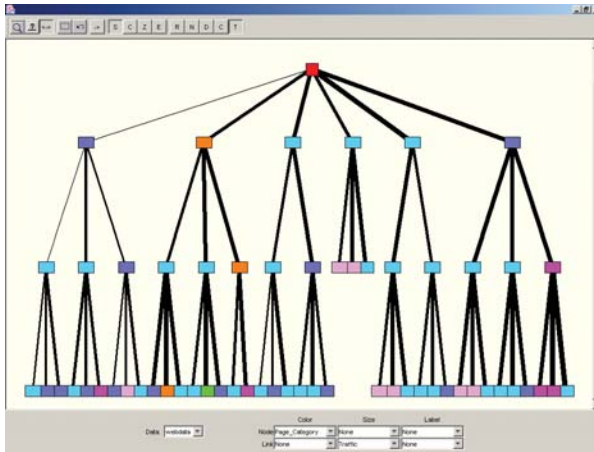 S C Z E R N D C T
Color Size Label
Data webdata Node Page_Category None None
Link None Traffic None